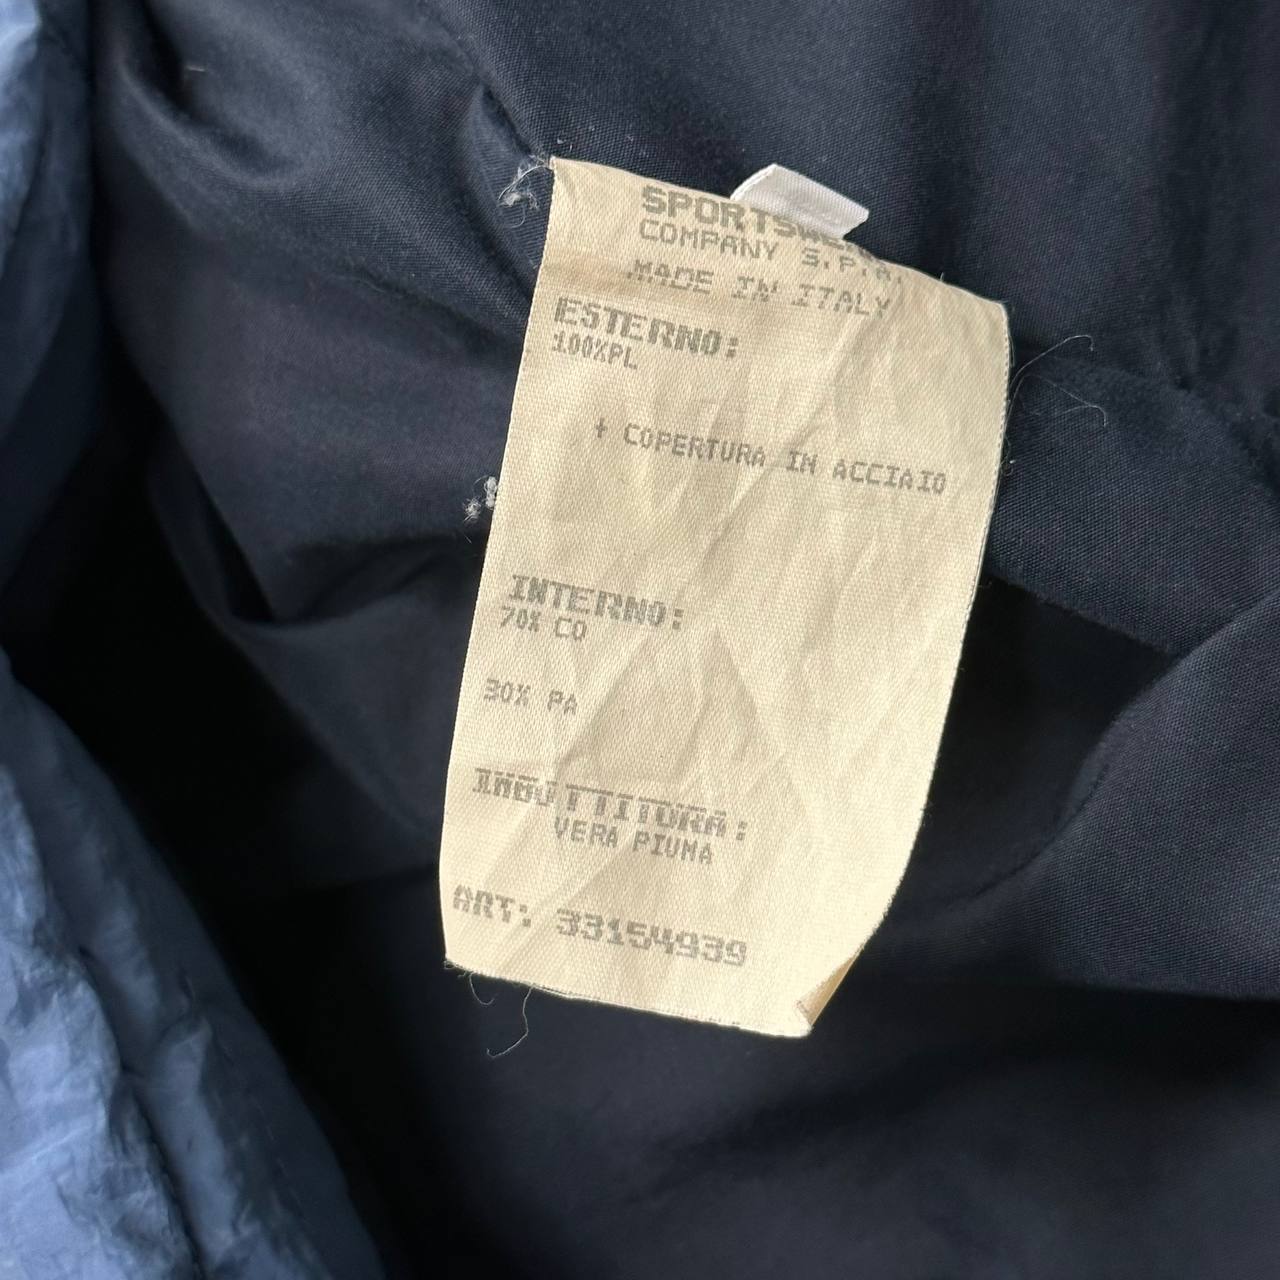 SPORTSWEAR
COMPANY S.P.A.
MADE IN ITALY
ESTERNO:
100%PL
+ COPERTURA IN ACCIAIO
INTERNO:
70% CO
30% PA
IMBOTTITURA:
VERA PIUMA
ART: 33154939